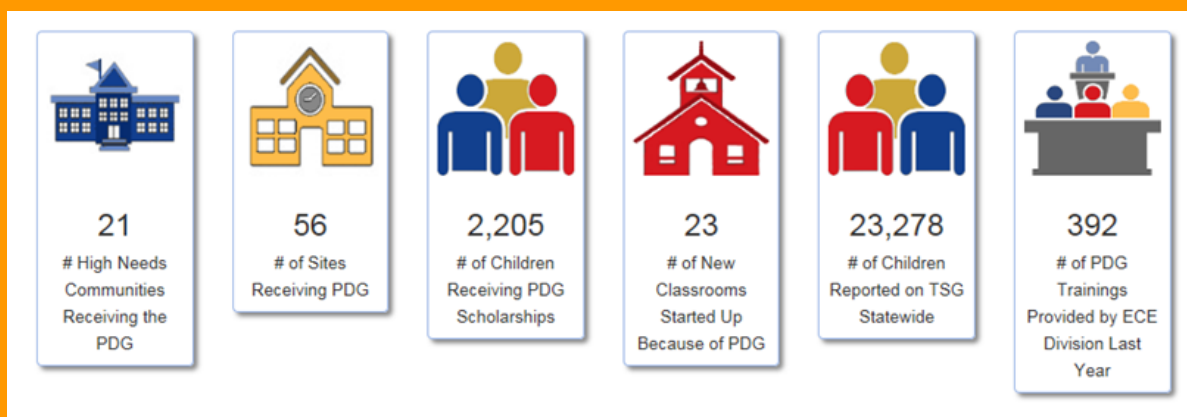 21
# High Needs
Communities
Receiving the
PDG
56
# of Sites
Receiving PDG
2,205
# of Children
Receiving PDG
Scholarships
23
# of New
Classrooms
Started Up
Because of PDG
23,278
# of Children
Reported on TSG
Statewide
392
# of PDG
Trainings
Provided by ECE
Division Last
Year